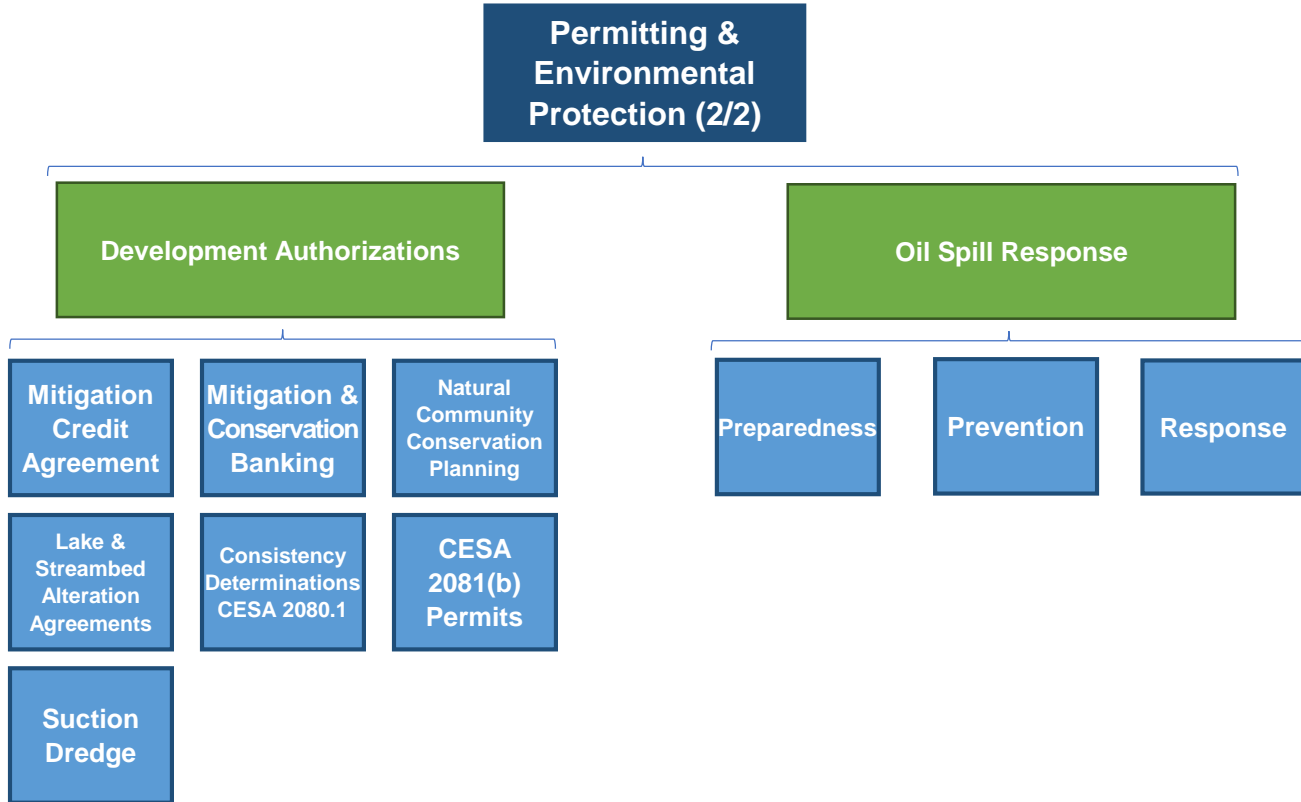 Permitting &
Environmental
Protection (2/2)
Development Authorizations
Oil Spill Response
Mitigation
Credit
Agreement
Mitigation &
Conservation
Banking
Natural
Community
Conservation
Planning
Preparedness
Prevention
Response
Lake &
Streambed
Alteration
Agreements
Consistency
Determinations
CESA 2080.1
CESA
2081(b)
Permits
Suction
Dredge